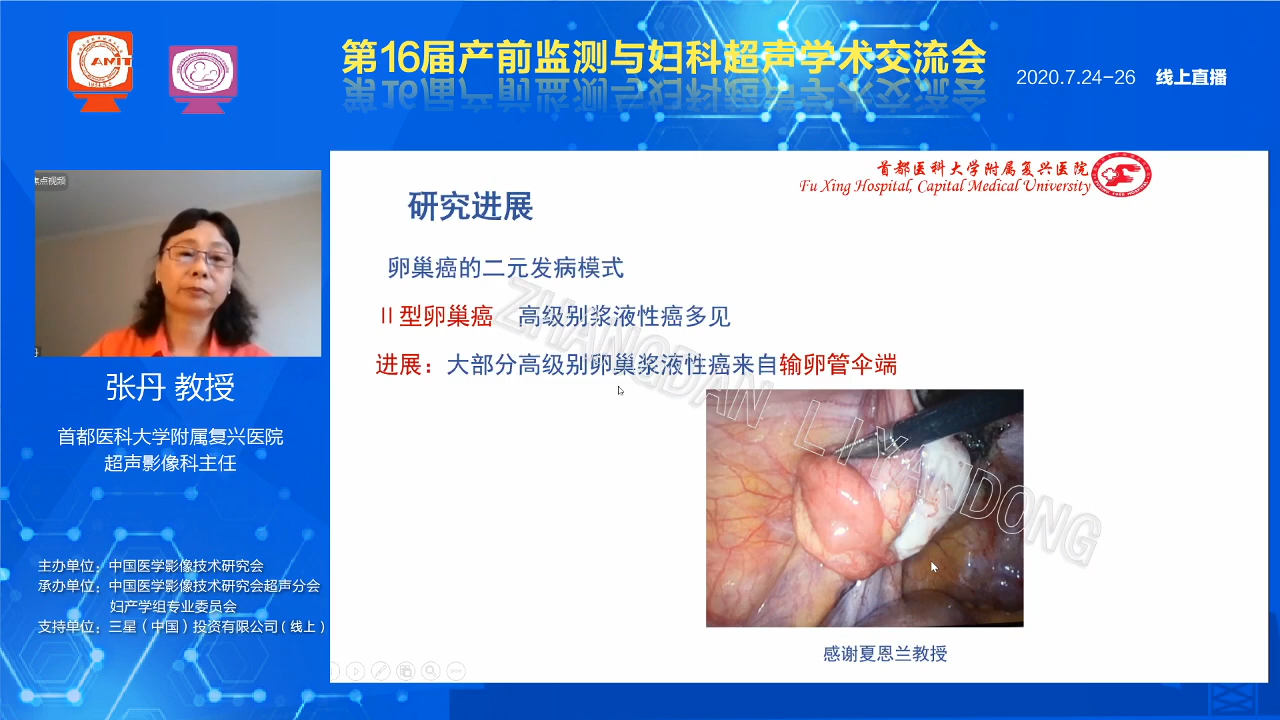 CAMIT
第16届产前监测与妇科超声学术交流会
2020.7.24-26 线上直播
焦点视频
首都医科大学附属复兴医院
Fu Xing Hospital, Capital Medical University
研究进展
卵巢癌的二元发病模式
II型卵巢癌 高级别浆液性癌多见
进展：大部分高级别卵巢浆液性癌来自输卵管伞端
ZHANGDAN LIYANDONG
感谢夏恩兰教授
张丹 教授
首都医科大学附属复兴医院
超声影像科主任
主办单位：中国医学影像技术研究会
承办单位：中国医学影像技术研究会超声分会
妇产学组专业委员会
支持单位：三星（中国）投资有限公司（线上）